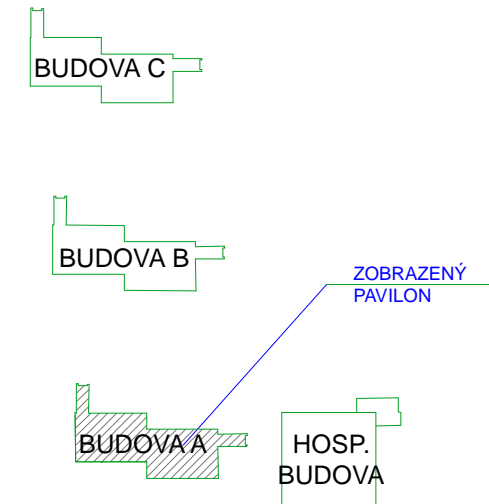 BUDOVA C
BUDOVA B
ZOBRAZENÝ
PAVILON
BUDOVA A
HOSP.
BUDOVA